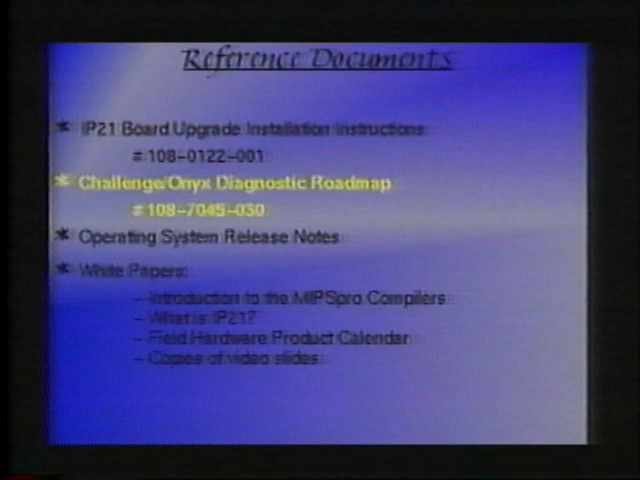 Reference Documents
* IP21 Board Upgrade Installation Instructions
# 108-0122-001
* Challenge/Onyx Diagnostic Roadmap
# 108-7045-030
* Operating System Release Notes
* White Papers:
– Introduction to the MIPSpro Compilers
– What is IP21?
– Field Hardware Product Calendar
– Copies of video slides